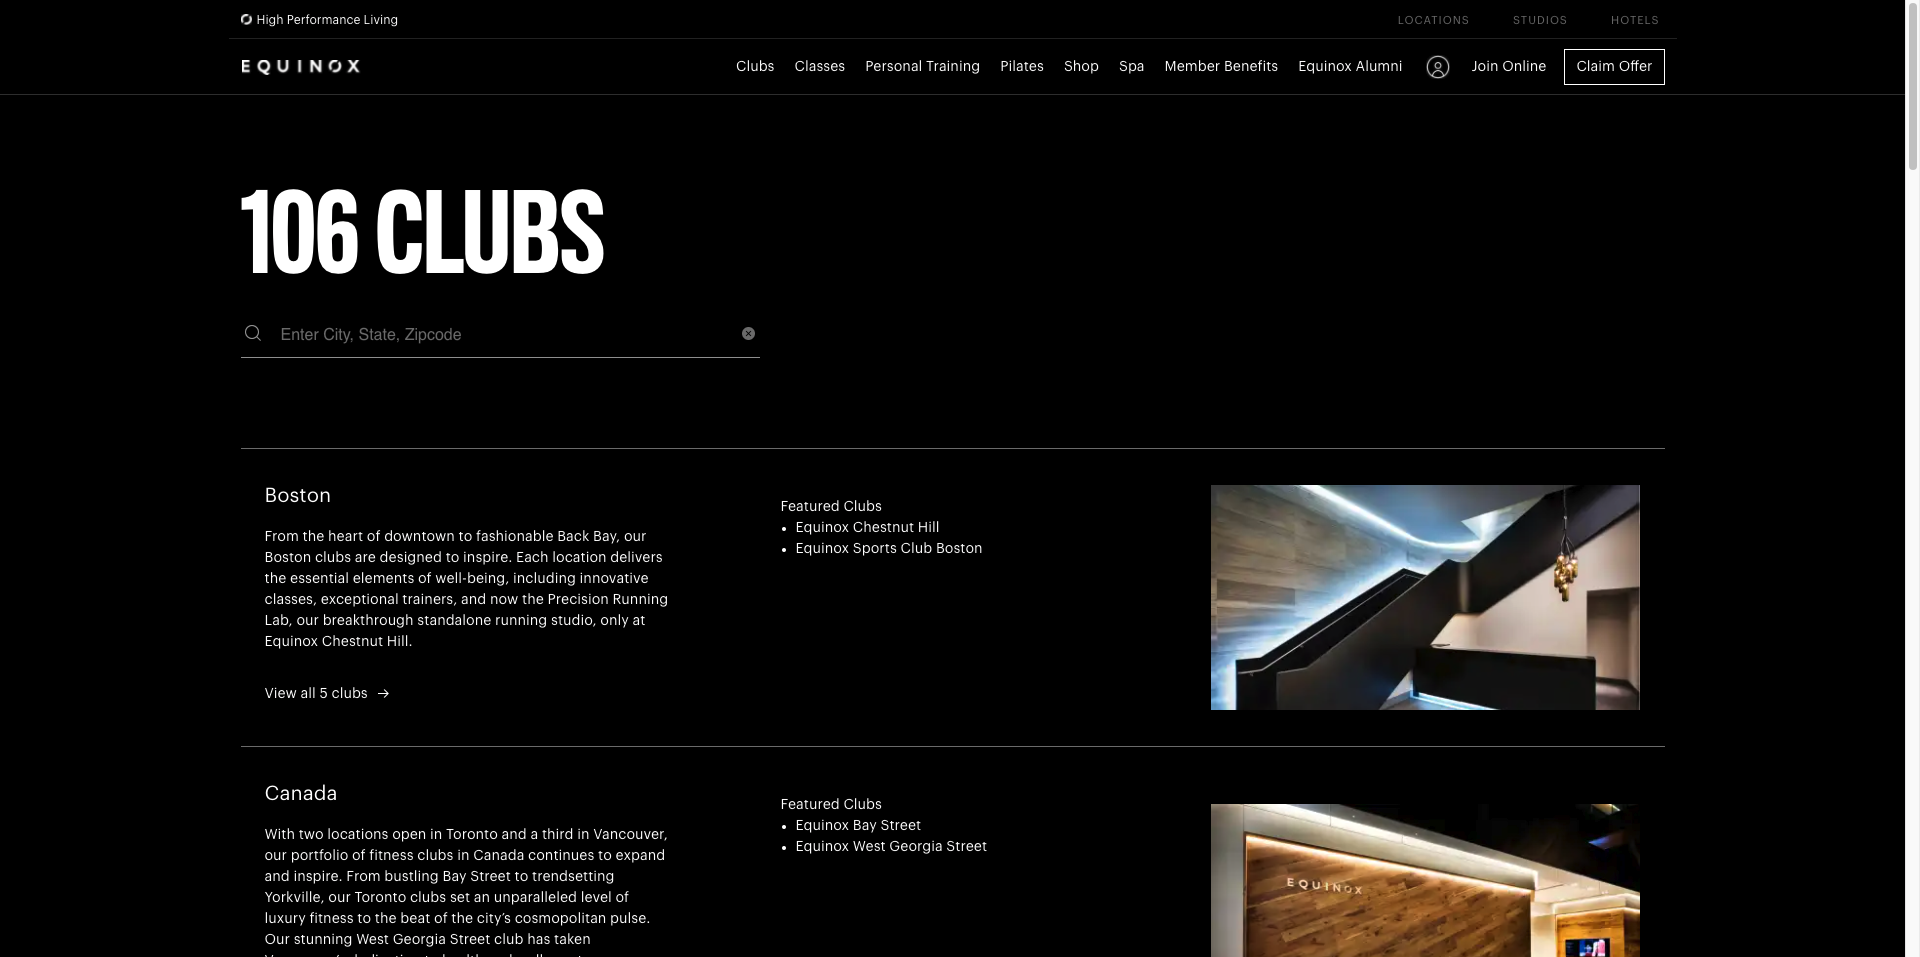 High Performance Living
LOCATIONS
STUDIOS
HOTELS
EQUINOX
Clubs
Classes
Personal Training
Pilates
Shop
Spa
Member Benefits
Equinox Alumni
Join Online
Claim Offer
106 CLUBS
Enter City, State, Zipcode
Boston
From the heart of downtown to fashionable Back Bay, our
Boston clubs are designed to inspire. Each location delivers
the essential elements of well-being, including innovative
classes, exceptional trainers, and now the Precision Running
Lab, our breakthrough standalone running studio, only at
Equinox Chestnut Hill.
View all 5 clubs →
Featured Clubs
• Equinox Chestnut Hill
• Equinox Sports Club Boston
Canada
With two locations open in Toronto and a third in Vancouver,
our portfolio of fitness clubs in Canada continues to expand
and inspire. From bustling Bay Street to trendsetting
Yorkville, our Toronto clubs set an unparalleled level of
luxury fitness to the beat of the city’s cosmopolitan pulse.
Our stunning West Georgia Street club has taken
Featured Clubs
• Equinox Bay Street
• Equinox West Georgia Street
EQUINOX